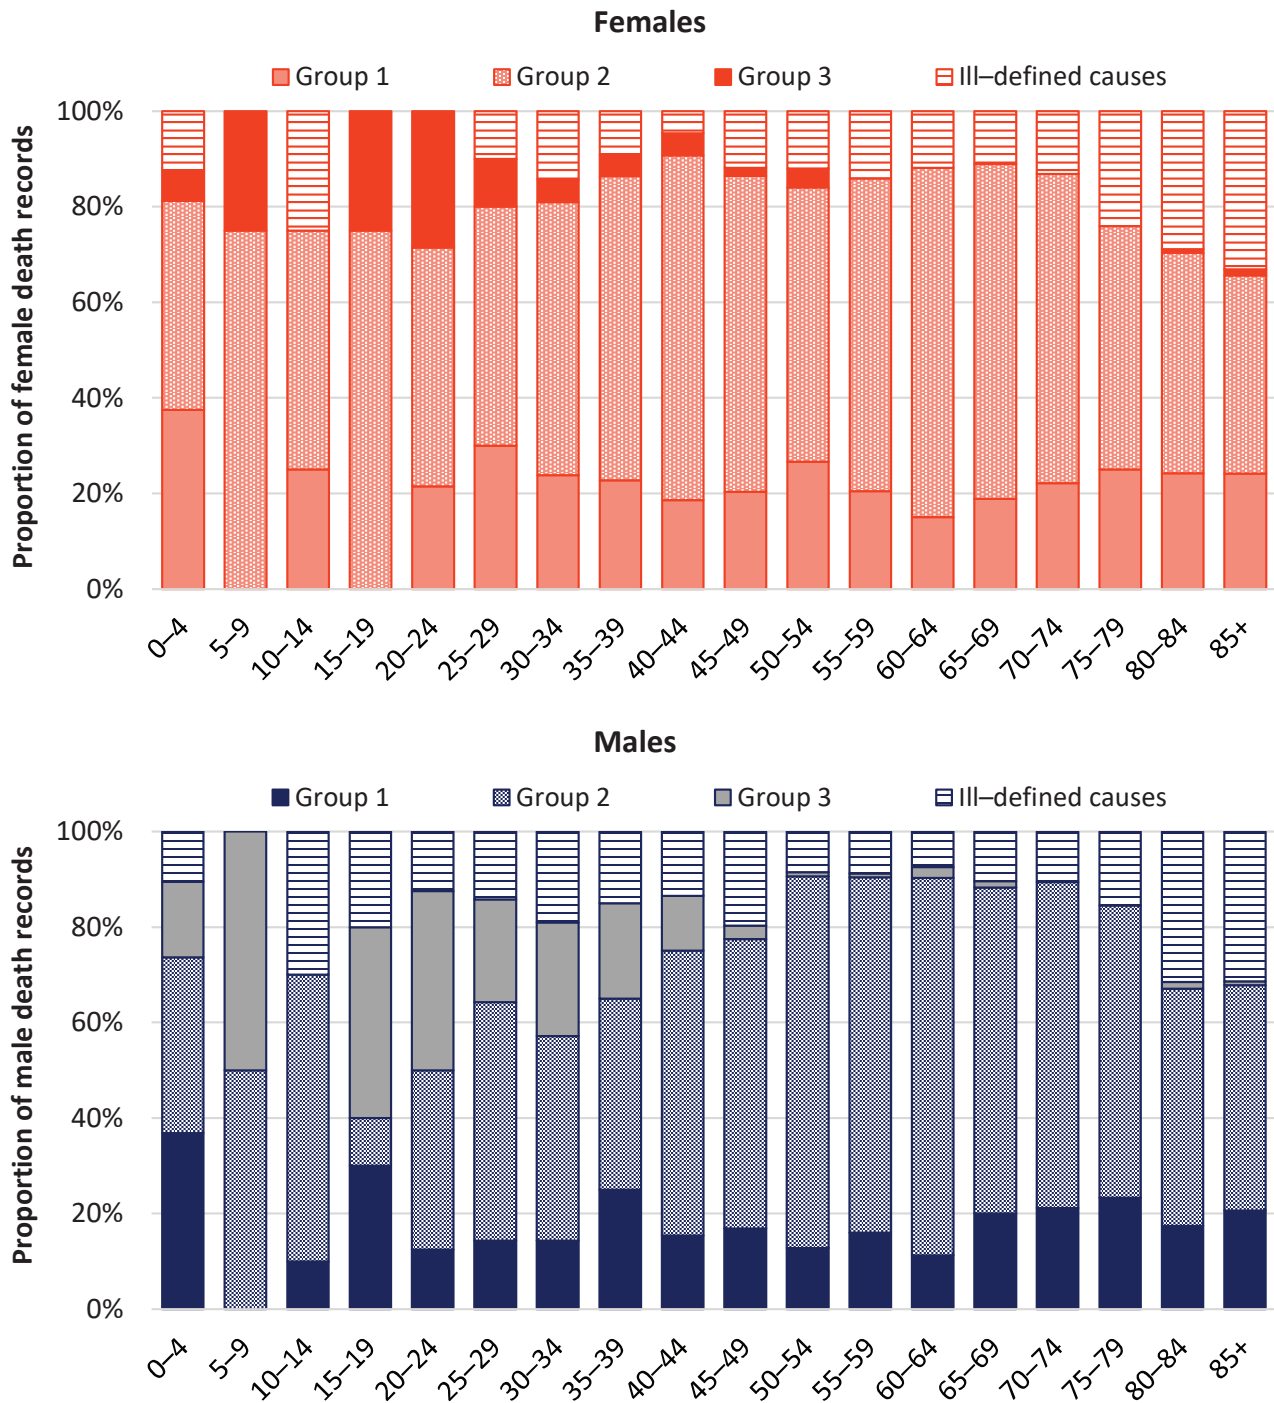 Females
Group 1 Group 2 Group 3 Ill–defined causes
Proportion of female death records
100%
80%
60%
40%
20%
0%
0–4 5–9 10–14 15–19 20–24 25–29 30–34 35–39 40–44 45–49 50–54 55–59 60–64 65–69 70–74 75–79 80–84 85+
Males
Group 1 Group 2 Group 3 Ill–defined causes
Proportion of male death records
100%
80%
60%
40%
20%
0%
0–4 5–9 10–14 15–19 20–24 25–29 30–34 35–39 40–44 45–49 50–54 55–59 60–64 65–69 70–74 75–79 80–84 85+